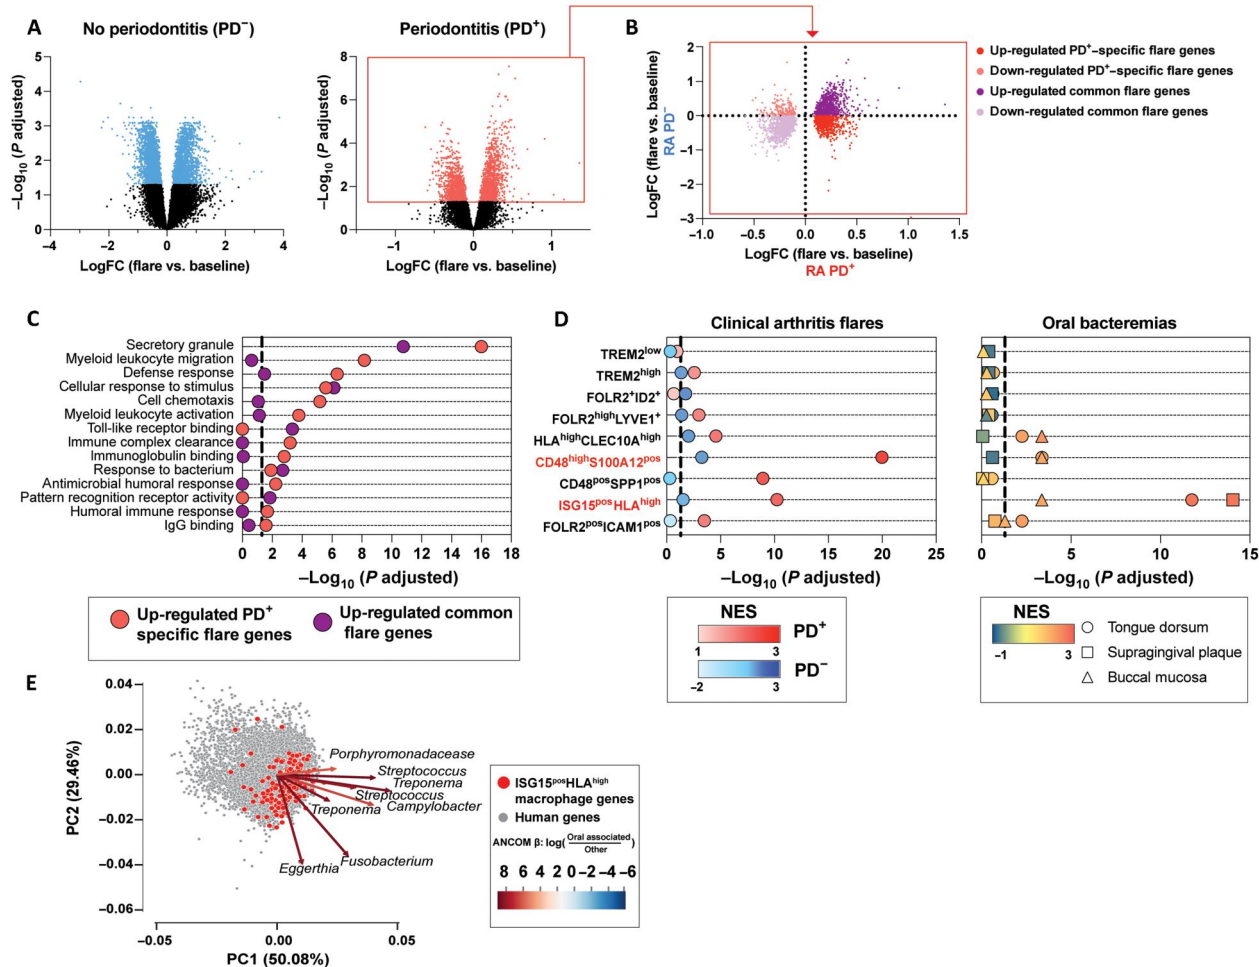 A
No periodontitis (PD⁻)
–Log₁₀ (P adjusted)
5
4
3
2
1
0
–4
–2
0
2
4
LogFC (flare vs. baseline)
Periodontitis (PD⁺)
–Log₁₀ (P adjusted)
8
6
4
2
0
–1
0
1
LogFC (flare vs. baseline)
B
LogFC (flare vs. baseline)
RA PD⁻
2
1
0
–1
–2
–3
–1.0
–0.5
0.0
0.5
1.0
1.5
LogFC (flare vs. baseline)
RA PD⁺
Up-regulated PD⁺–specific flare genes
Down-regulated PD⁺–specific flare genes
Up-regulated common flare genes
Down-regulated common flare genes
C
Secretory granule
Myeloid leukocyte migration
Defense response
Cellular response to stimulus
Cell chemotaxis
Myeloid leukocyte activation
Toll-like receptor binding
Immune complex clearance
Immunoglobulin binding
Response to bacterium
Antimicrobial humoral response
Pattern recognition receptor activity
Humoral immune response
IgG binding
0 2 4 6 8 10 12 14 16 18
–Log₁₀ (P adjusted)
Up-regulated PD⁺
specific flare genes
Up-regulated common
flare genes
D
Clinical arthritis flares
TREM2ˡᵒʷ
TREM2ʰⁱᵍʰ
FOLR2⁺ID2⁺
FOLR2ʰⁱᵍʰLYVE1⁺
HLAʰⁱᵍʰCLEC10Aʰⁱᵍʰ
CD48ʰⁱᵍʰS100A12ᵖᵒˢ
CD48ᵖᵒˢSPP1ᵖᵒˢ
ISG15ᵖᵒˢHLAʰⁱᵍʰ
FOLR2ᵖᵒˢICAM1ᵖᵒˢ
0 5 10 15 20 25
–Log₁₀ (P adjusted)
NES
PD⁺
1 3
PD⁻
–2 3
Oral bacteremias
0 5 10 15
–Log₁₀ (P adjusted)
NES
–1 3
Tongue dorsum
Supragingival plaque
Buccal mucosa
E
PC2 (29.46%)
0.04
0.02
0.00
–0.02
–0.04
–0.06
–0.05
0.00
0.05
PC1 (50.08%)
Porphyromonadacease
Streptococcus
Treponema
Streptococcus
Campylobacter
Treponema
Fusobacterium
Eggerthia
ISG15ᵖᵒˢHLAʰⁱᵍʰ
macrophage genes
Human genes
ANCOM β: log(Oral associated/Other)
8 6 4 2 0 –2 –4 –6